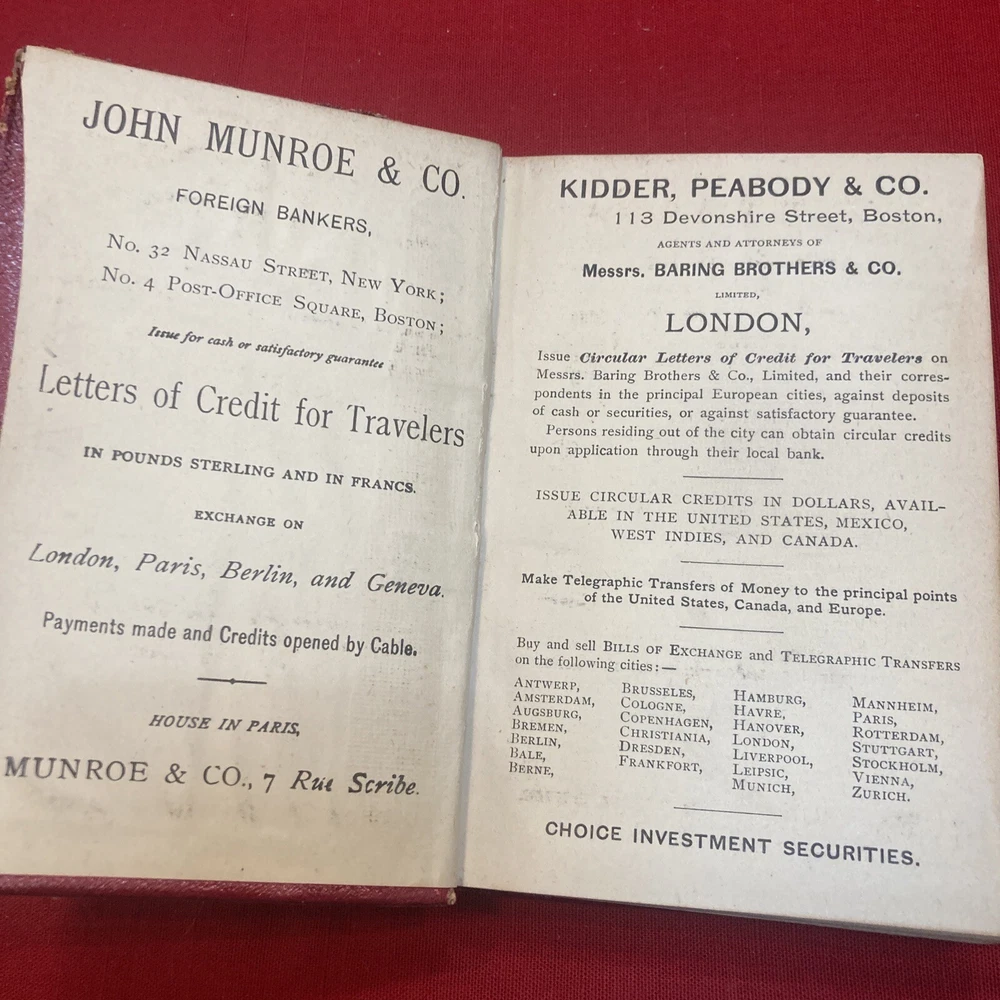 JOHN MUNROE & CO.
FOREIGN BANKERS,
No. 32 Nassau Street, New York;
No. 4 Post-Office Square, Boston;
Issue for cash or satisfactory guarantee
Letters of Credit for Travelers
IN POUNDS STERLING AND IN FRANCS.
EXCHANGE ON
London, Paris, Berlin, and Geneva.
Payments made and Credits opened by Cable.
HOUSE IN PARIS,
MUNROE & CO., 7 Rue Scribe.
KIDDER, PEABODY & CO.
113 Devonshire Street, Boston,
AGENTS AND ATTORNEYS OF
Messrs. BARING BROTHERS & CO.
LIMITED,
LONDON,
Issue Circular Letters of Credit for Travelers on
Messrs. Baring Brothers & Co., Limited, and their corres-
pondents in the principal European cities, against deposits
of cash or securities, or against satisfactory guarantee.
Persons residing out of the city can obtain circular credits
upon application through their local bank.
ISSUE CIRCULAR CREDITS IN DOLLARS, AVAIL-
ABLE IN THE UNITED STATES, MEXICO,
WEST INDIES, AND CANADA.
Make Telegraphic Transfers of Money to the principal points
of the United States, Canada, and Europe.
Buy and sell Bills of Exchange and Telegraphic Transfers
on the following cities:—
Antwerp,
Amsterdam,
Augsburg,
Bremen,
Berlin,
Bale,
Berne,
Brusseles,
Cologne,
Copenhagen,
Christiania,
Dresden,
Frankfort,
Hamburg,
Havre,
Hanover,
London,
Liverpool,
Leipsic,
Munich,
Mannheim,
Paris,
Rotterdam,
Stuttgart,
Stockholm,
Vienna,
Zurich.
CHOICE INVESTMENT SECURITIES.